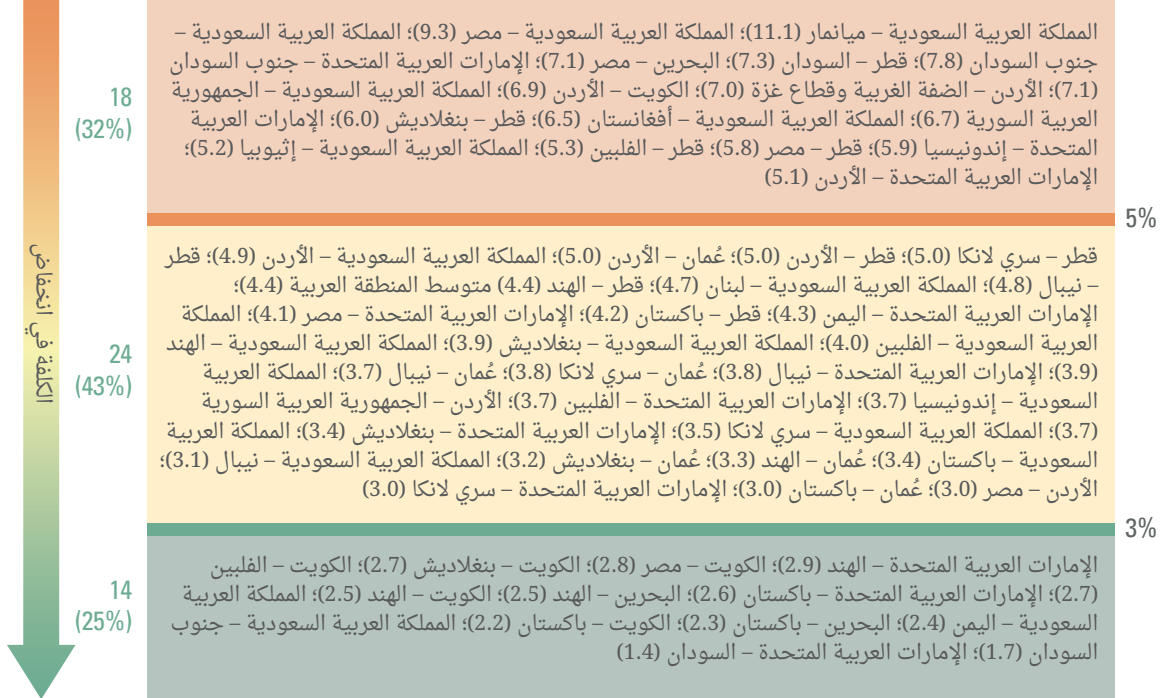 المملكة العربية السعودية – ميانمار (11.1)؛ المملكة العربية السعودية – مصر (9.3)؛ المملكة العربية السعودية –
جنوب السودان (7.8)؛ قطر – السودان (7.3)؛ البحرين – مصر (7.1)؛ الإمارات العربية المتحدة – جنوب السودان
(7.1)؛ الأردن – الضفة الغربية وقطاع غزة (7.0)؛ الكويت – الأردن (6.9)؛ المملكة العربية السعودية – الجمهورية
العربية السورية (6.7)؛ المملكة العربية السعودية – أفغانستان (6.5)؛ قطر – بنغلاديش (6.0)؛ الإمارات العربية
المتحدة – إندونيسيا (5.9)؛ قطر – مصر (5.8)؛ قطر – الفلبين (5.3)؛ المملكة العربية السعودية – إثيوبيا (5.2)؛
الإمارات العربية المتحدة – الأردن (5.1)
18
(32%)
5%
قطر – سري لانكا (5.0)؛ قطر – الأردن (5.0)؛ عُمان – الأردن (5.0)؛ المملكة العربية السعودية – الأردن (4.9)؛ قطر
– نيبال (4.8)؛ المملكة العربية السعودية – لبنان (4.7)؛ قطر – الهند (4.4) متوسط المنطقة العربية (4.4)؛
الإمارات العربية المتحدة – اليمن (4.3)؛ قطر – باكستان (4.2)؛ الإمارات العربية المتحدة – مصر (4.1)؛ المملكة
العربية السعودية – الفلبين (4.0)؛ المملكة العربية السعودية – بنغلاديش (3.9)؛ المملكة العربية السعودية – الهند
(3.9)؛ الإمارات العربية المتحدة – نيبال (3.8)؛ عُمان – سري لانكا (3.8)؛ عُمان – نيبال (3.7)؛ المملكة العربية
السعودية – إندونيسيا (3.7)؛ الإمارات العربية المتحدة – الفلبين (3.7)؛ الأردن – الجمهورية العربية السورية
(3.7)؛ المملكة العربية السعودية – سري لانكا (3.5)؛ الإمارات العربية المتحدة – بنغلاديش (3.4)؛ المملكة العربية
السعودية – باكستان (3.4)؛ عُمان – الهند (3.3)؛ عُمان – بنغلاديش (3.2)؛ المملكة العربية السعودية – نيبال (3.1)؛
الأردن – مصر (3.0)؛ عُمان – باكستان (3.0)؛ الإمارات العربية المتحدة – سري لانكا (3.0)
24
(43%)
انخفاض في
الكلفة
3%
الإمارات العربية المتحدة – الهند (2.9)؛ الكويت – مصر (2.8)؛ الكويت – بنغلاديش (2.7)؛ الكويت – الفلبين
(2.7)؛ الإمارات العربية المتحدة – باكستان (2.6)؛ البحرين – الهند (2.5)؛ الكويت – الهند (2.5)؛ المملكة العربية
السعودية – اليمن (2.4)؛ البحرين – باكستان (2.3)؛ الكويت – باكستان (2.2)؛ المملكة العربية السعودية – جنوب
السودان (1.7)؛ الإمارات العربية المتحدة – السودان (1.4)
14
(25%)